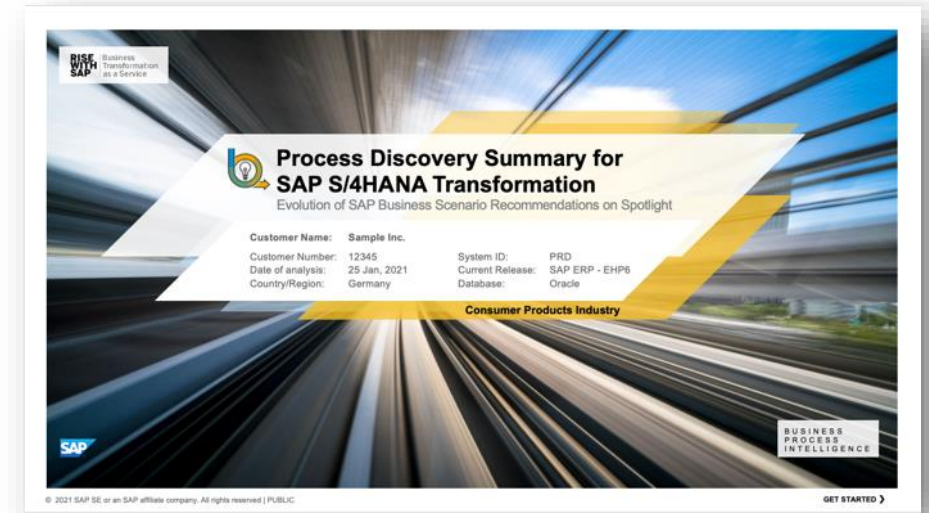 RISE
WITH
SAP
Business
Transformation
as a Service
Process Discovery Summary for
SAP S/4HANA Transformation
Evolution of SAP Business Scenario Recommendations on Spotlight
Customer Name: Sample Inc.
Customer Number: 12345 System ID: PRD
Date of analysis: 25 Jan, 2021 Current Release: SAP ERP - EHP6
Country/Region: Germany Database: Oracle
Consumer Products Industry
SAP
BUSINESS
PROCESS
INTELLIGENCE
© 2021 SAP SE or an SAP affiliate company. All rights reserved | PUBLIC GET STARTED ❯